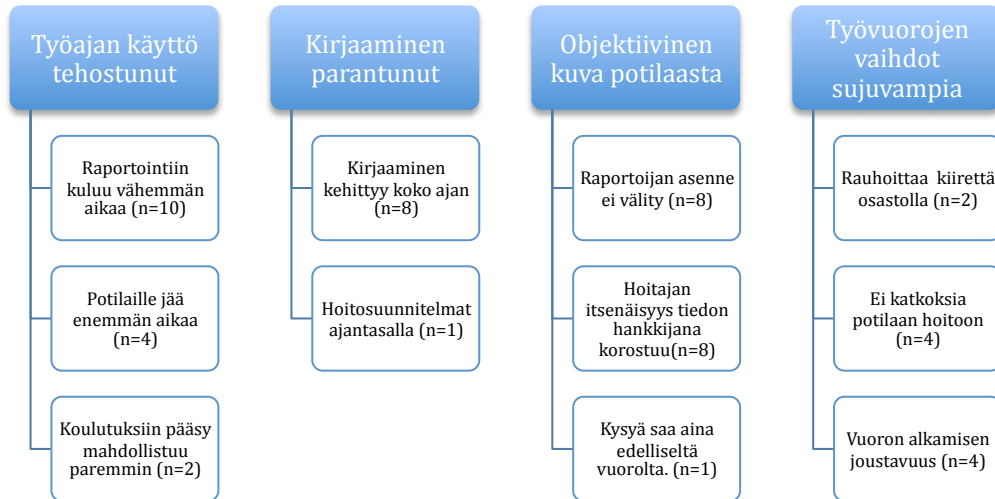 Työajan käyttö
tehostunut
Raportointiin
kuluu vähemmän
aikaa (n=10)
Potilaille jää
enemmän aikaa
(n=4)
Koulutuksiin pääsy
mahdollistuu
paremmin (n=2)
Kirjaaminen
parantunut
Kirjaaminen
kehittyy koko ajan
(n=8)
Hoitosuunnitelmat
ajantasalla (n=1)
Objektiivinen
kuva potilaasta
Raportoijan asenne
ei välity (n=8)
Hoitajan
itsenäisyys tiedon
hankkijana
korostuu(n=8)
Kysyä saa aina
edelliseltä
vuorolta. (n=1)
Työvuorojen
vaihdot
sujuvampia
Rauhoittaa kiirettä
osastolla (n=2)
Ei katkoksia
potilaan hoitoon
(n=4)
Vuoron alkamisen
joustavuus (n=4)